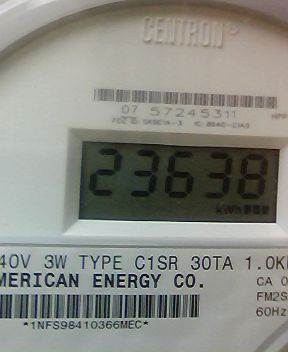 CENTRON®
07 57245311
23638
kWh
40V 3W TYPE C1SR 30TA 1.0K
MERICAN ENERGY CO.
CA 0
FM2S
60Hz
*1NFS98410366MEC*